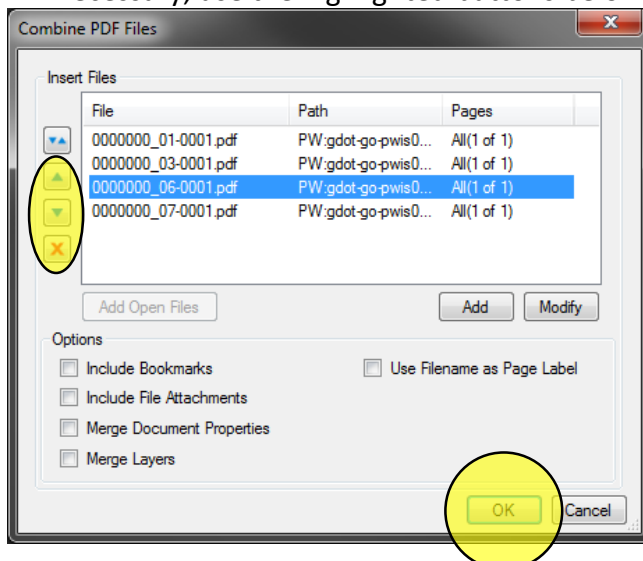 Combine PDF Files
Insert Files
File Path Pages
0000000_01-0001.pdf PW:gdot-go-pwis0... All(1 of 1)
0000000_03-0001.pdf PW:gdot-go-pwis0... All(1 of 1)
0000000_06-0001.pdf PW:gdot-go-pwis0... All(1 of 1)
0000000_07-0001.pdf PW:gdot-go-pwis0... All(1 of 1)
Add Open Files Add Modify
Options
Include Bookmarks Use Filename as Page Label
Include File Attachments
Merge Document Properties
Merge Layers
OK Cancel